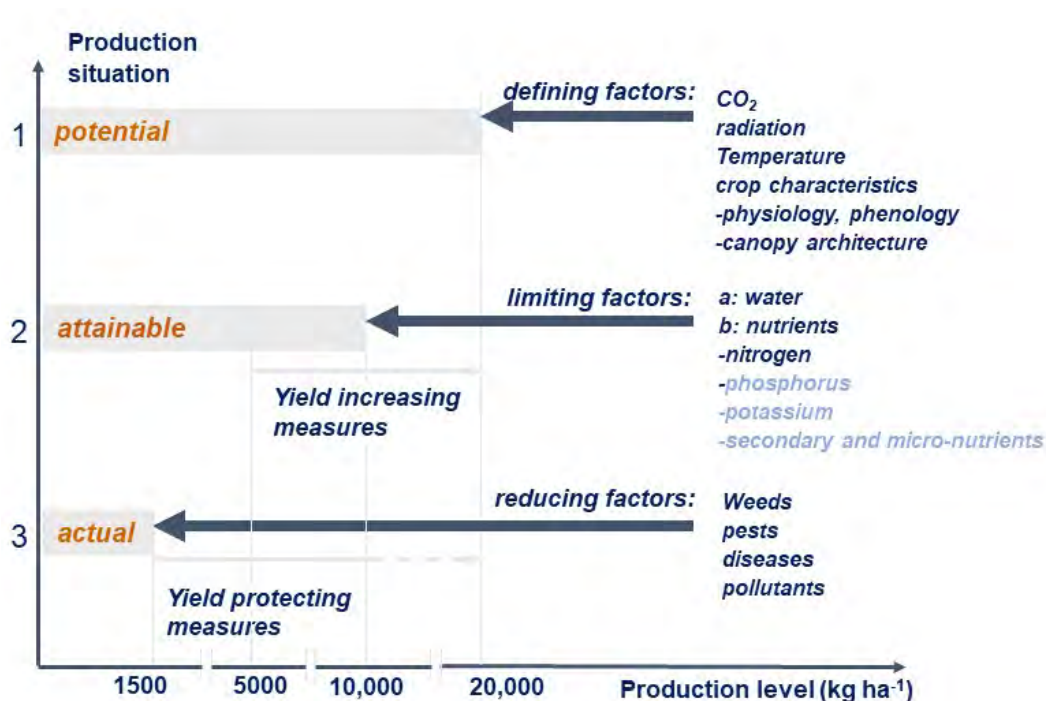 Production
situation
1
potential
defining factors:
CO₂
radiation
Temperature
crop characteristics
-physiology, phenology
-canopy architecture
2
attainable
limiting factors:
a: water
b: nutrients
-nitrogen
-phosphorus
-potassium
-secondary and micro-nutrients
Yield increasing
measures
3
actual
reducing factors:
Weeds
pests
diseases
pollutants
Yield protecting
measures
1500 5000 10,000 20,000 Production level (kg ha⁻¹)